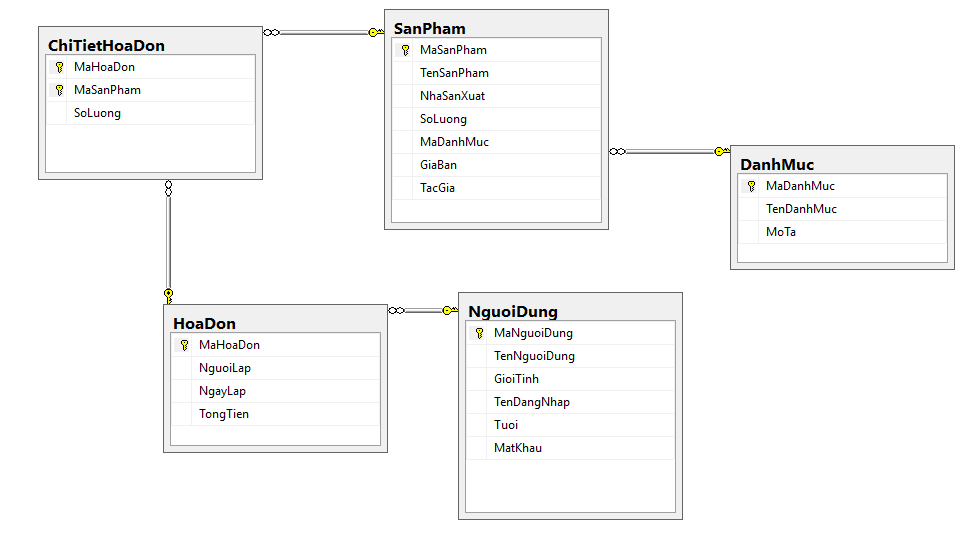 ChiTietHoaDon
MaHoaDon
MaSanPham
SoLuong
SanPham
MaSanPham
TenSanPham
NhaSanXuat
SoLuong
MaDanhMuc
GiaBan
TacGia
DanhMuc
MaDanhMuc
TenDanhMuc
MoTa
HoaDon
MaHoaDon
NguoiLap
NgayLap
TongTien
NguoiDung
MaNguoiDung
TenNguoiDung
GioiTinh
TenDangNhap
Tuoi
MatKhau